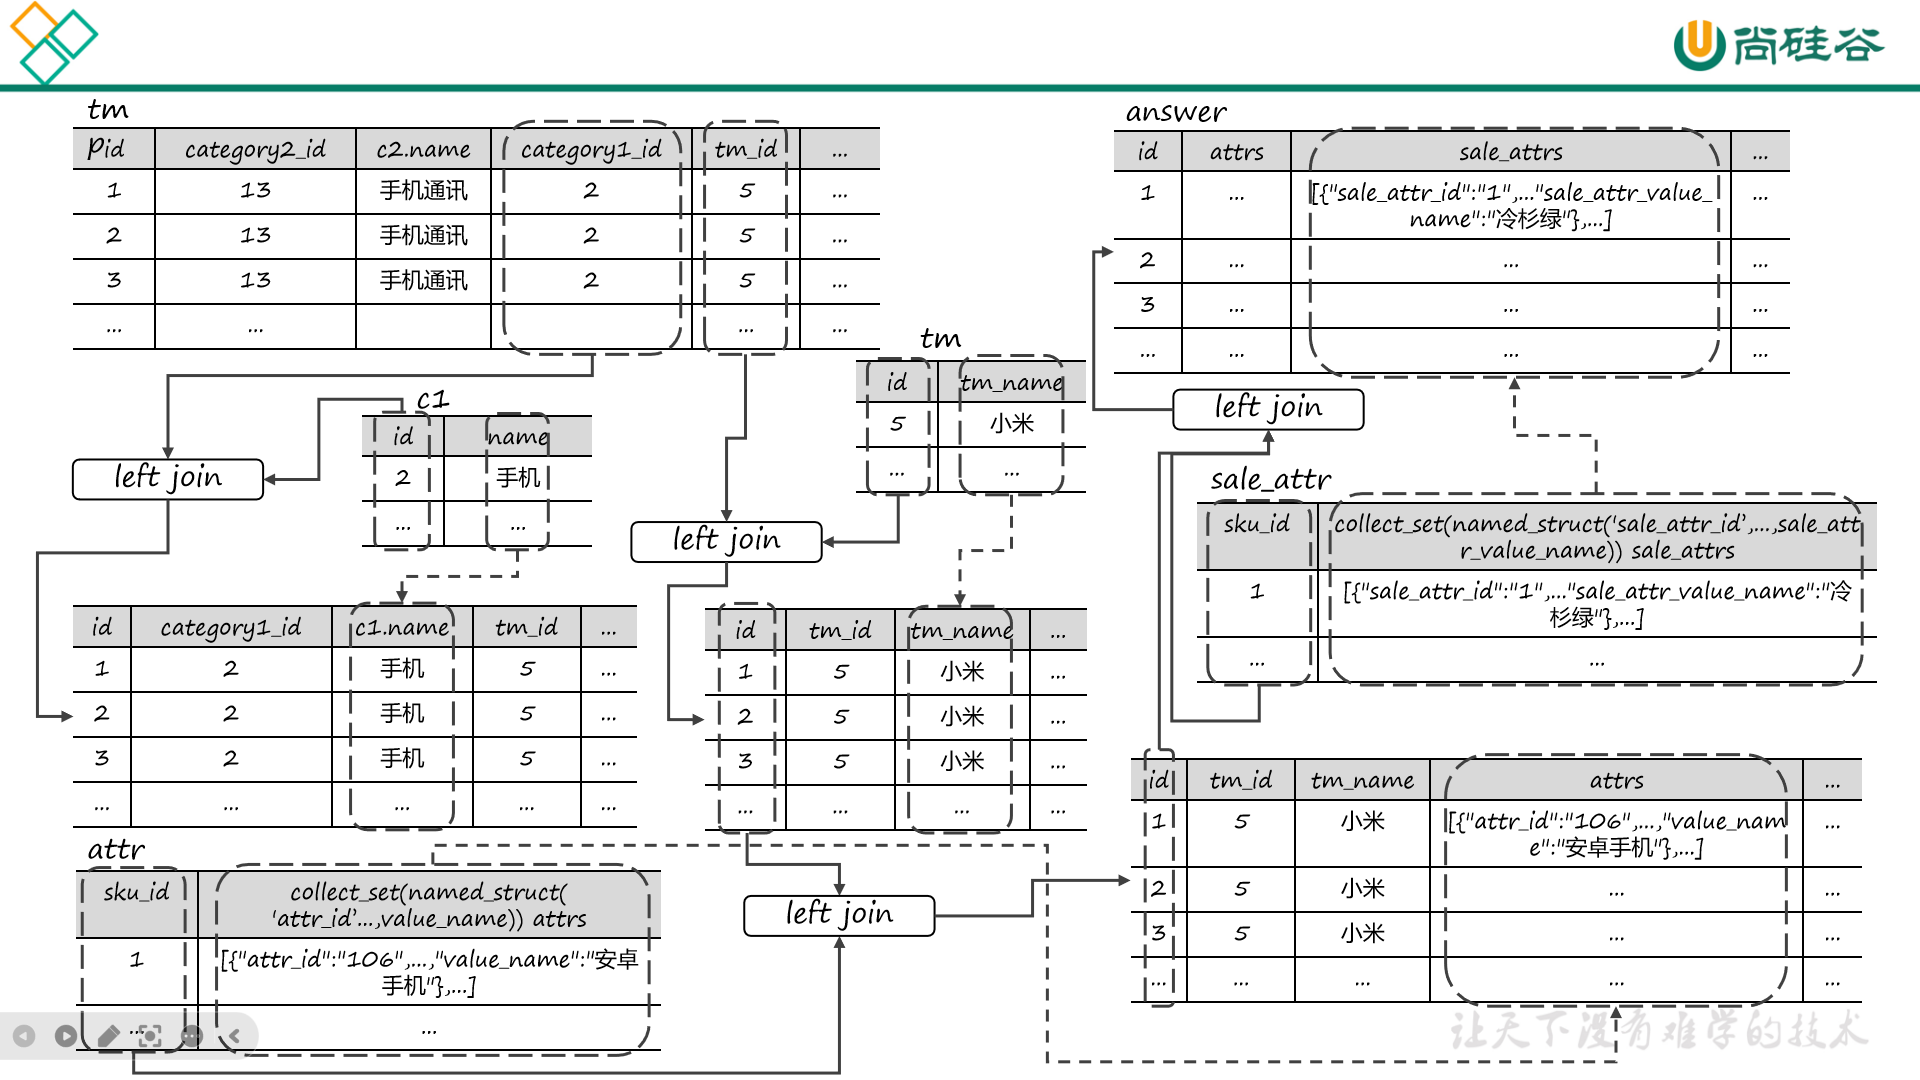 尚硅谷
tm
Pid category2_id c2.name category1_id tm_id ...
1 13 手机通讯 2 5 ...
2 13 手机通讯 2 5 ...
3 13 手机通讯 2 5 ...
... ... ... ...
answer
id attrs sale_attrs ...
1 ... [{"sale_attr_id":"1",..."sale_attr_value_ ...
name":"冷杉绿"},...]
2 ... ... ...
3 ... ... ...
... ... ... ...
tm
id tm_name
5 小米
... ...
left join
c1
id name
2 手机
... ...
left join
left join
sale_attr
sku_id collect_set(named_struct(‘sale_attr_id’,...,sale_att
r_value_name)) sale_attrs
1 [{"sale_attr_id":"1",..."sale_attr_value_name":"冷
杉绿"},...]
... ...
id category1_id c1.name tm_id ...
1 2 手机 5 ...
2 2 手机 5 ...
3 2 手机 5 ...
... ... ... ... ...
id tm_id tm_name ...
1 5 小米 ...
2 5 小米 ...
3 5 小米 ...
... ... ... ...
attr
sku_id collect_set(named_struct(
‘attr_id’...,value_name)) attrs
1 [{"attr_id":"106",...,"value_name":"安卓
手机"},...]
... ...
left join
id tm_id tm_name attrs ...
1 5 小米 [{"attr_id":"106",...,"value_nam ...
e":"安卓手机"},...]
2 5 小米 ... ...
3 5 小米 ... ...
... ... ... ... ...
让天下没有难学的技术